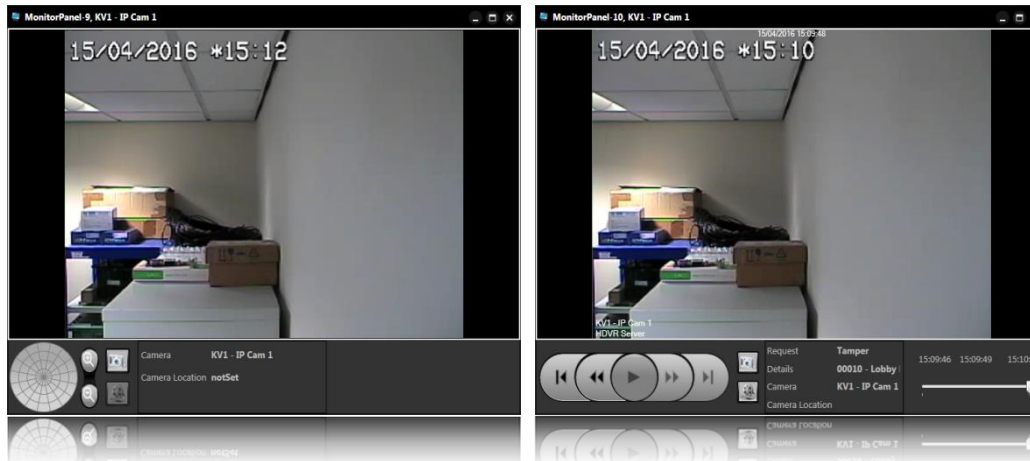 MonitorPanel-9, KV1 - IP Cam 1
15/04/2016 *15:12
Camera KV1 - IP Cam 1
Camera Location notSet
MonitorPanel-10, KV1 - IP Cam 1
15/04/2016 15:09:48
15/04/2016 *15:10
KV1 - IP Cam 1
HDVR Server
Request Tamper
Details 00010 - Lobby
Camera KV1 - IP Cam 1
Camera Location
15:09:46 15:09:49 15:10: